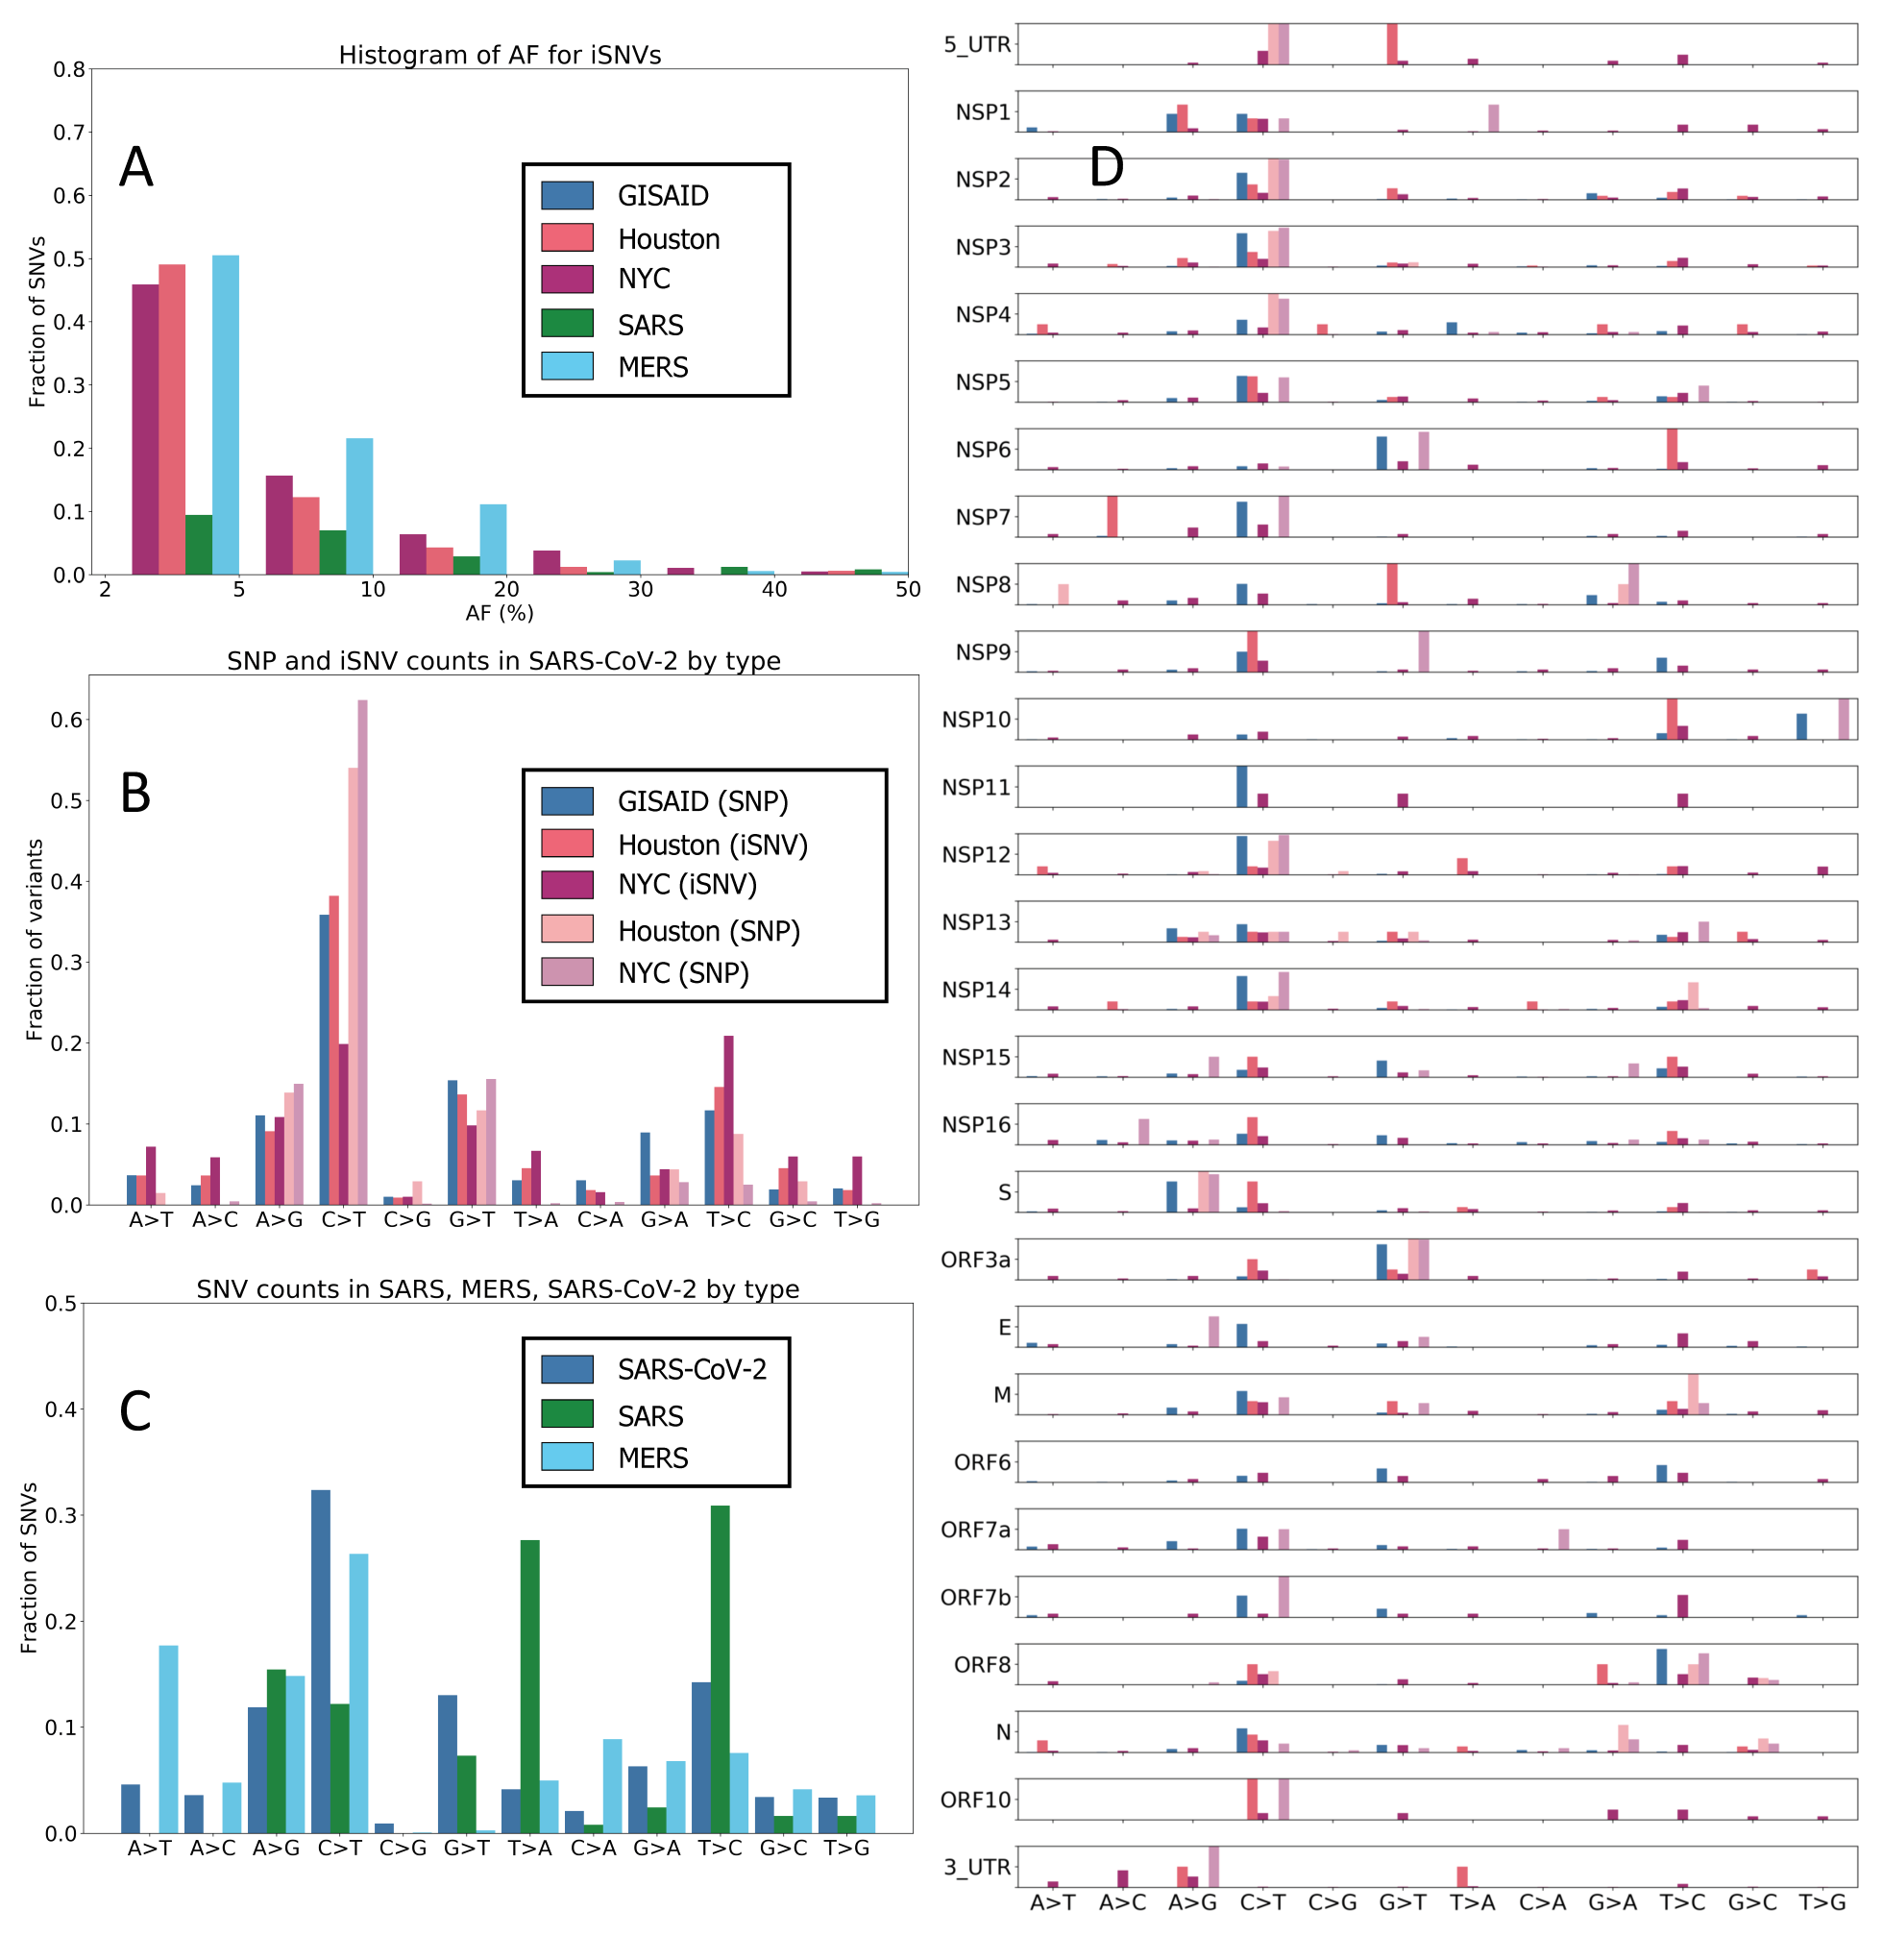 Histogram of AF for iSNVs
0.8
0.7
0.6
0.5
0.4
0.3
0.2
0.1
0.0
Fraction of SNVs
A
GISAID
Houston
NYC
SARS
MERS
2 5 10 20 30 40 50
AF (%)
SNP and iSNV counts in SARS-CoV-2 by type
0.6
0.5
0.4
0.3
0.2
0.1
0.0
Fraction of variants
B
GISAID (SNP)
Houston (iSNV)
NYC (iSNV)
Houston (SNP)
NYC (SNP)
A>T A>C A>G C>T C>G G>T T>A C>A G>A T>C G>C T>G
SNV counts in SARS, MERS, SARS-CoV-2 by type
0.5
0.4
0.3
0.2
0.1
0.0
Fraction of SNVs
C
SARS-CoV-2
SARS
MERS
A>T A>C A>G C>T C>G G>T T>A C>A G>A T>C G>C T>G
D
5_UTR
NSP1
NSP2
NSP3
NSP4
NSP5
NSP6
NSP7
NSP8
NSP9
NSP10
NSP11
NSP12
NSP13
NSP14
NSP15
NSP16
S
ORF3a
E
M
ORF6
ORF7a
ORF7b
ORF8
N
ORF10
3_UTR
A>T A>C A>G C>T C>G G>T T>A C>A G>A T>C G>C T>G